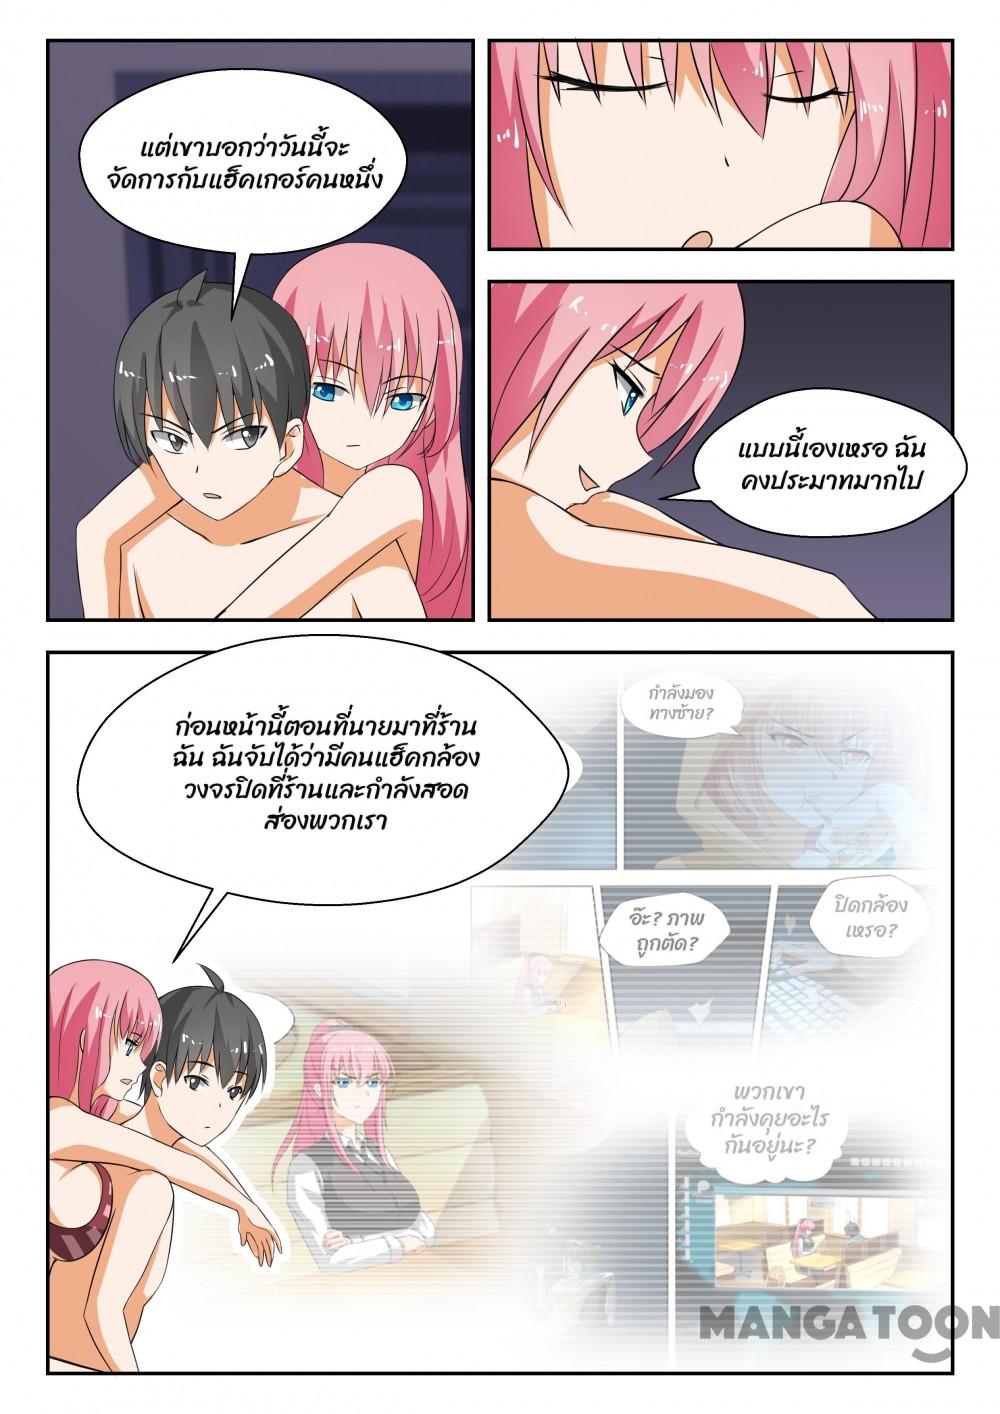 แต่เขาบอกว่าวันนี้จะ
จัดการกับแฮ็คเกอร์คนหนึ่ง
แบบนี้เองเหรอ ฉัน
คงประมาทมากไป
ก่อนหน้านี้ตอนที่นายมาที่ร้าน
ฉัน ฉันจับได้ว่ามีคนแฮ็คกล้อง
วงจรปิดที่ร้านและกำลังสอด
ส่องพวกเรา
กำลังมอง
ทางซ้าย?
อ๊ะ? ภาพ
ถูกตัด?
ปิดกล้อง
เหรอ?
พวกเขา
กำลังคุยอะไร
กันอยู่นะ?
MANGATOON